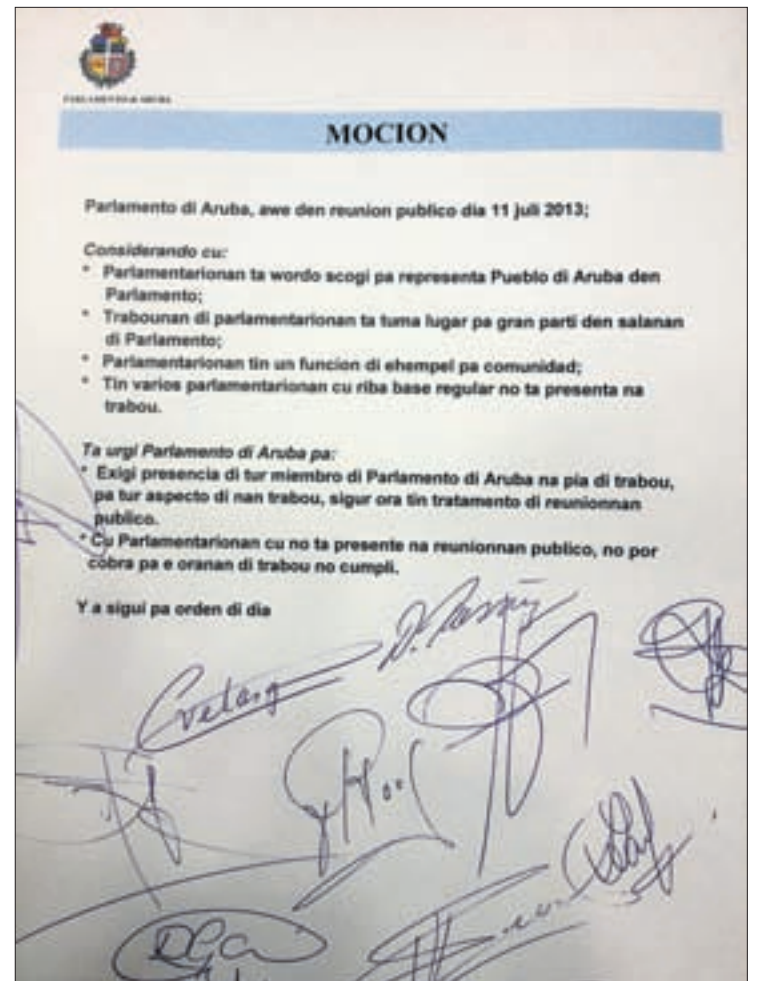 PARLAMENTO di ARUBA
MOCION
Parlamento di Aruba, awe den reunion publico dia 11 juli 2013;
Considerando cu:
* Parlamentarionan ta wordo scogi pa representa Pueblo di Aruba den
Parlamento;
* Trabounan di parlamentarionan ta tuma lugar pa gran parti den salanan
di Parlamento;
* Parlamentarionan tin un funcion di ehempel pa comunidad;
* Tin varios parlamentarionan cu riba base regular no ta presenta na
trabou.
Ta urgi Parlamento di Aruba pa:
* Exigi presencia di tur miembro di Parlamento di Aruba na pia di trabou,
pa tur aspecto di nan trabou, sigur ora tin tratamento di reunionnan
publico.
* Cu Parlamentarionan cu no ta presente na reunionnan publico, no por
cobra pa e oranan di trabou no cumpli.
Y a sigui pa orden di dia